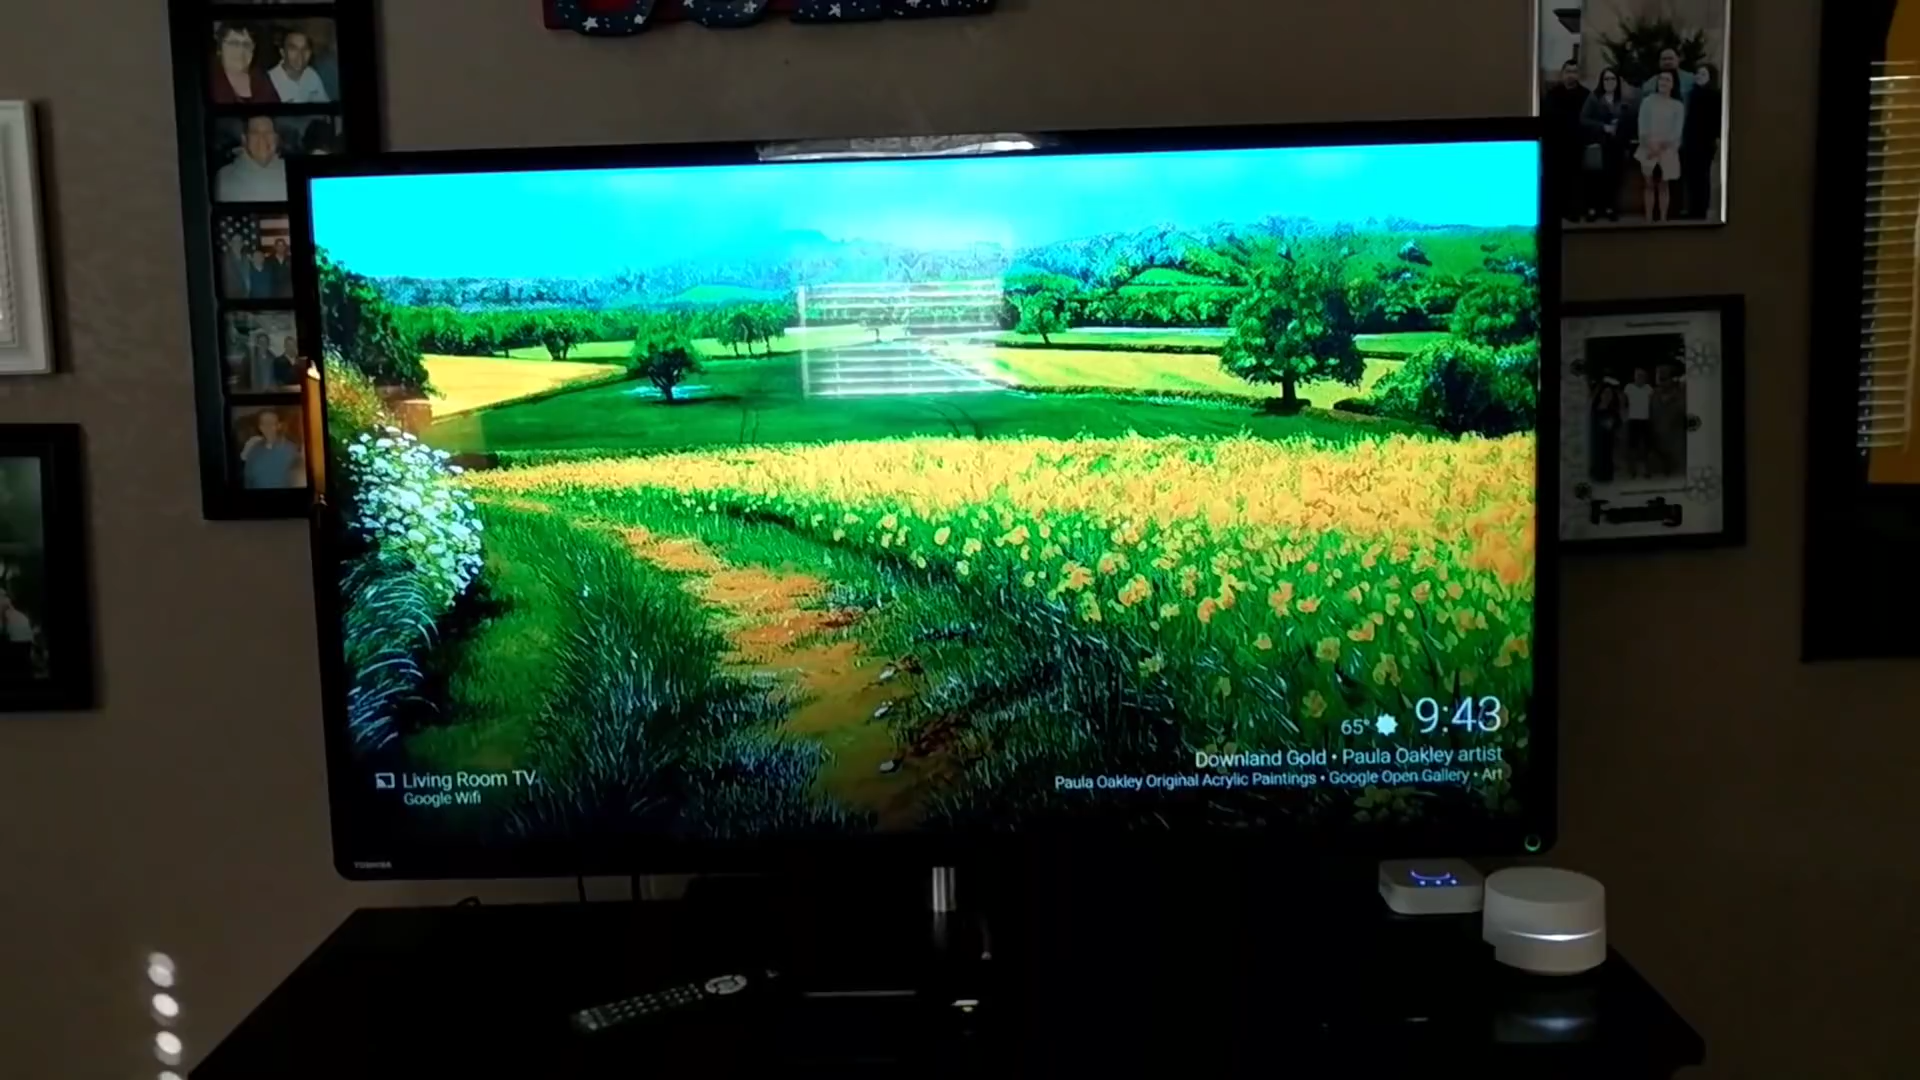 65° 9:43
Downland Gold • Paula Oakley artist
Paula Oakley Original Acrylic Paintings • Google Open Gallery • Art
Living Room TV
Google Wifi
TOSHIBA
Family